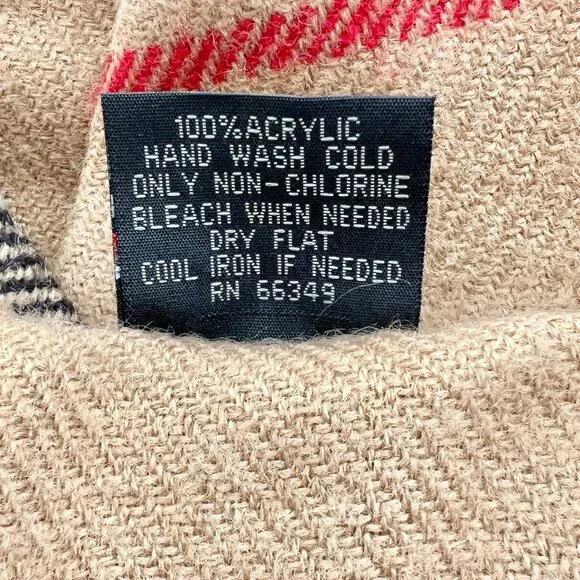 100%ACRYLIC
HAND WASH COLD
ONLY NON-CHLORINE
BLEACH WHEN NEEDED
DRY FLAT
COOL IRON IF NEEDED
RN 66349